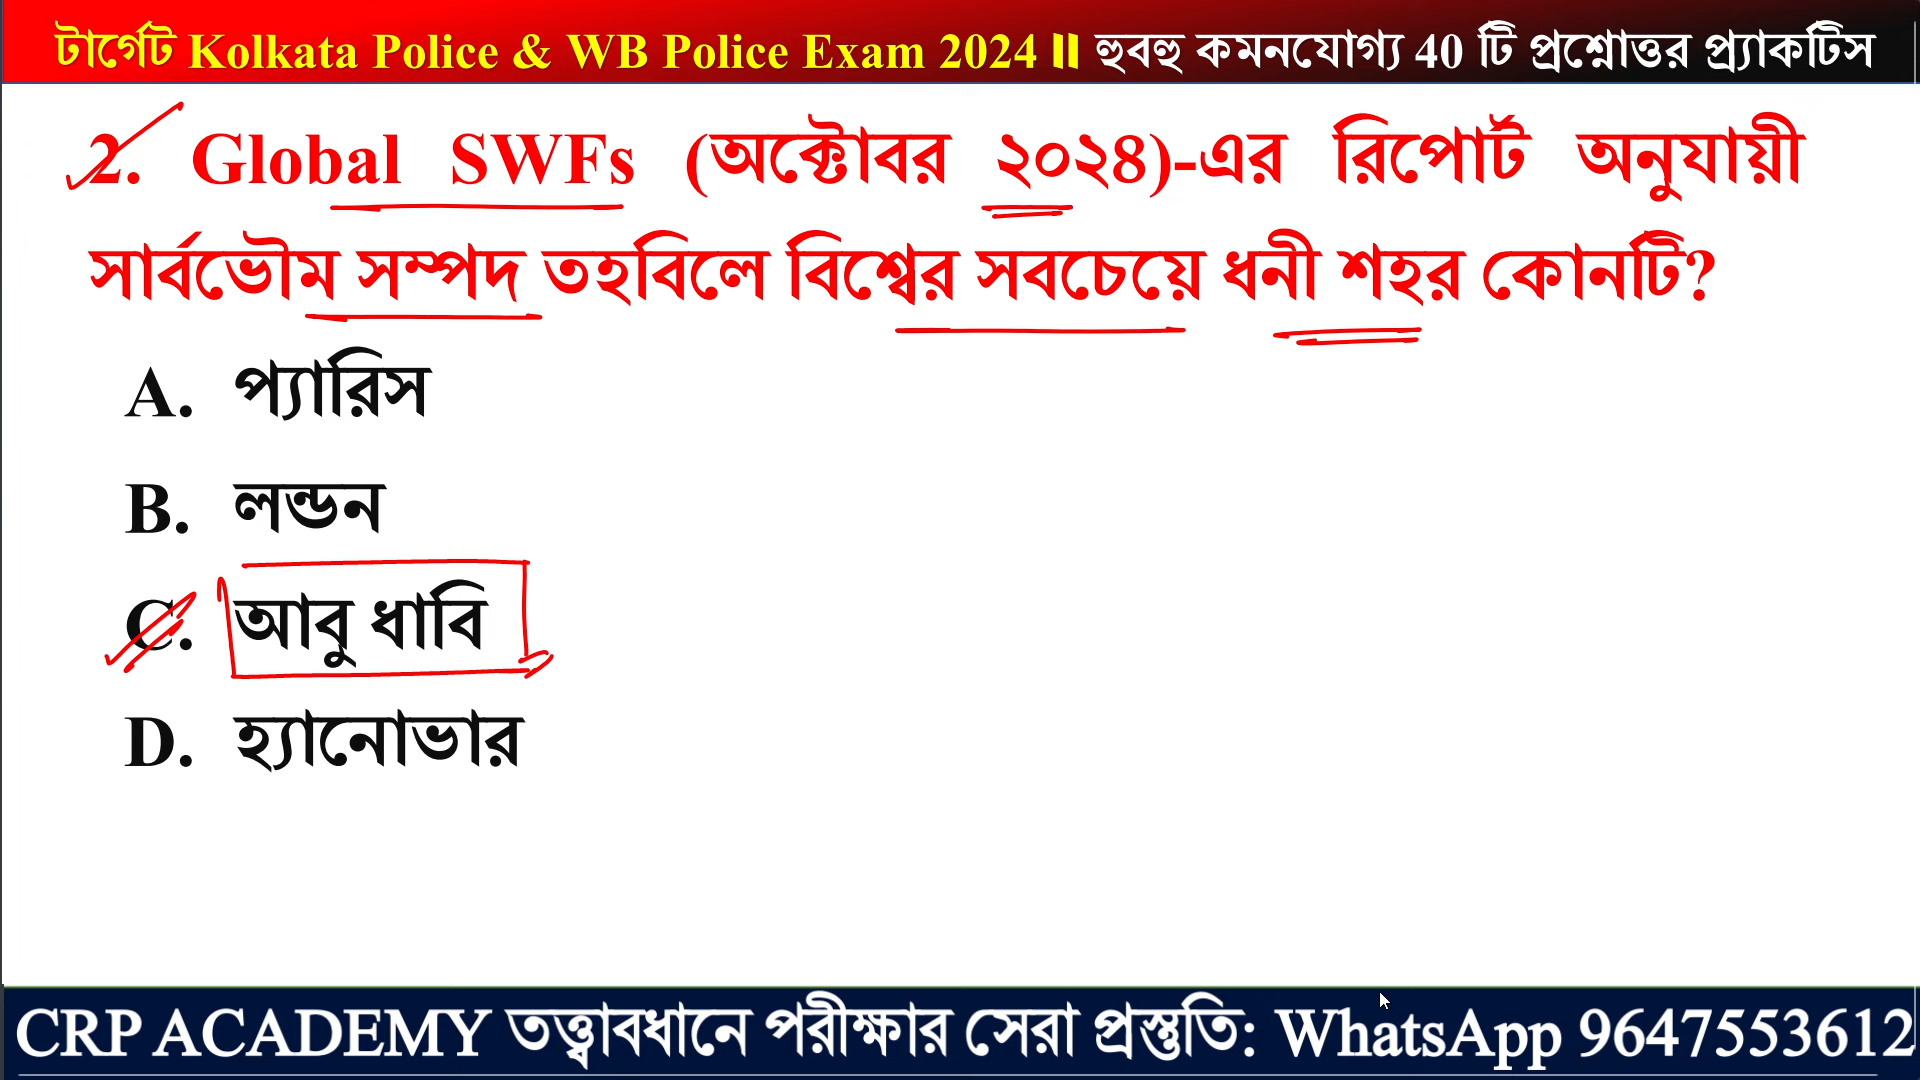 টার্গেট Kolkata Police & WB Police Exam 2024 ॥ হুবহু কমনযোগ্য 40 টি প্রশ্নোত্তর প্র্যাকটিস
2. Global SWFs (অক্টোবর ২০২৪)-এর রিপোর্ট অনুযায়ী
সার্বভৌম সম্পদ তহবিলে বিশ্বের সবচেয়ে ধনী শহর কোনটি?
A. প্যারিস
B. লন্ডন
C. আবু ধাবি
D. হ্যানোভার
CRP ACADEMY তত্ত্বাবধানে পরীক্ষার সেরা প্রস্তুতি: WhatsApp 9647553612